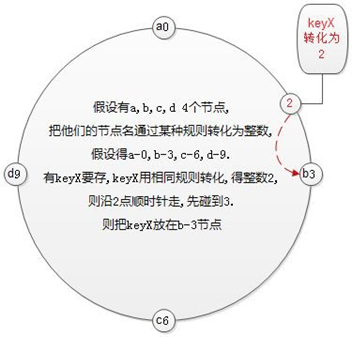 keyX
转化为
2
a0
2
假设有a,b,c,d 4个节点,
把他们的节点名通过某种规则转化为整数,
假设得a-0,b-3,c-6,d-9.
d9
b3
有keyX要存,keyX用相同规则转化,得整数2,
则沿2点顺时针走,先碰到3.
则把keyX放在b-3节点
c6